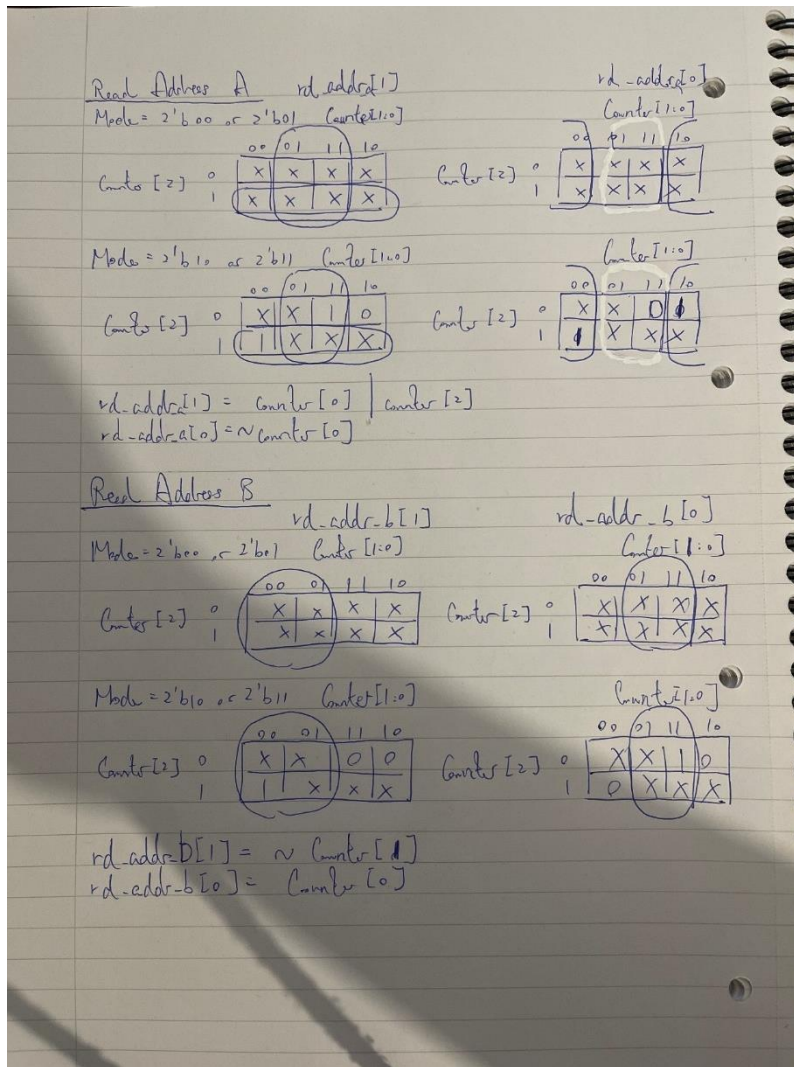 Read Address A rd_addra[1] rd_addra[0]
Mode = 2'b00 or 2'b01 Counter[1:0] Counter[1:0]
00 01 11 10 00 01 11 10
Counter [2] 0 X X X X Counter [2] 0 X X X X
1 X X X X 1 X X X X
Mode = 2'b10 or 2'b11 Counter[1:0] Counter[1:0]
00 01 11 10 00 01 11 10
Counter [2] 0 X X 1 0 Counter [2] 0 X X 0 1
1 1 X X X 1 1 X X X
rd_addra[1] = counter[0] | counter[2]
rd_addr_a[0] = ~ counter[0]
Read Address B
rd_addr_b[1] rd_addr_b[0]
Mode = 2'b00 or 2'b01 Counter [1:0] Counter[1:0]
00 01 11 10 00 01 11 10
Counter [2] 0 X X X X Counter [2] 0 X X X X
1 X X X X 1 X X X X
Mode = 2'b10 or 2'b11 Counter[1:0] Counter[1:0]
00 01 11 10 00 01 11 10
Counter[2] 0 X X 0 0 Counter [2] 0 X X 1 0
1 1 X X X 1 0 X X X
rd_addr_b[1] = ~ Counter[1]
rd_addr_b[0] = Counter[0]